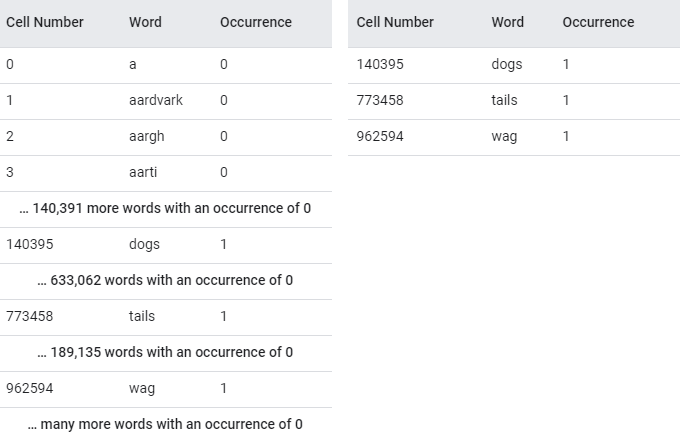 Cell Number Word Occurrence
0 a 0
1 aardvark 0
2 aargh 0
3 aarti 0
... 140,391 more words with an occurrence of 0
140395 dogs 1
... 633,062 words with an occurrence of 0
773458 tails 1
... 189,135 words with an occurrence of 0
962594 wag 1
... many more words with an occurrence of 0
Cell Number Word Occurrence
140395 dogs 1
773458 tails 1
962594 wag 1